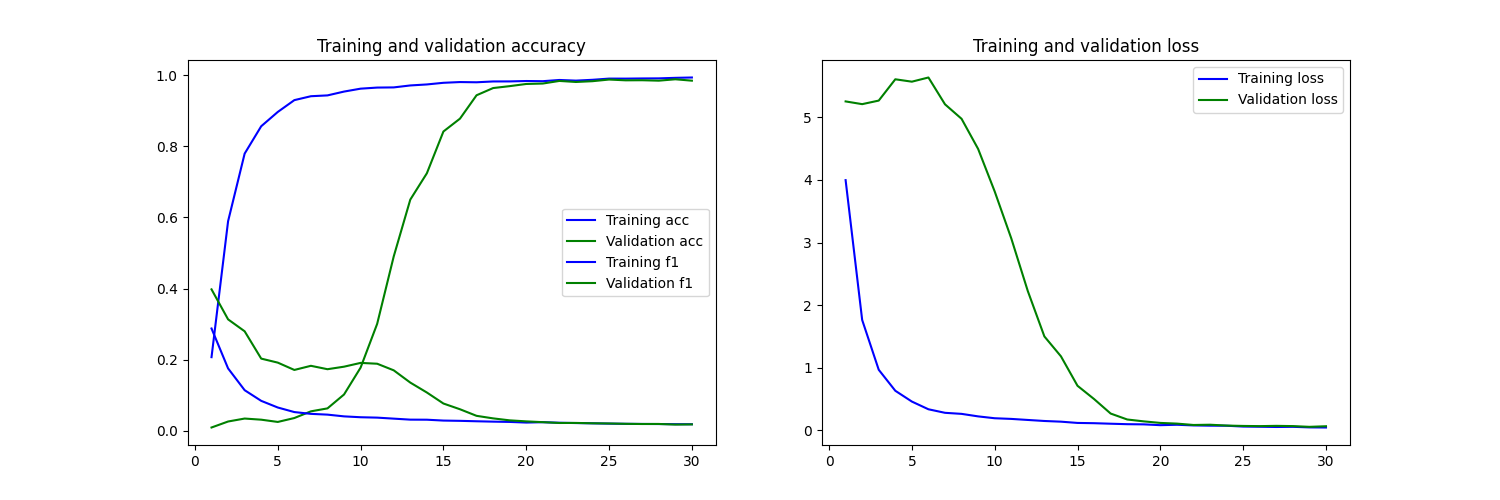 Training and validation accuracy
1.0
0.8
0.6
0.4
0.2
0.0
0 5 10 15 20 25 30
Training acc
Validation acc
Training f1
Validation f1
Training and validation loss
5
4
3
2
1
0
0 5 10 15 20 25 30
Training loss
Validation loss